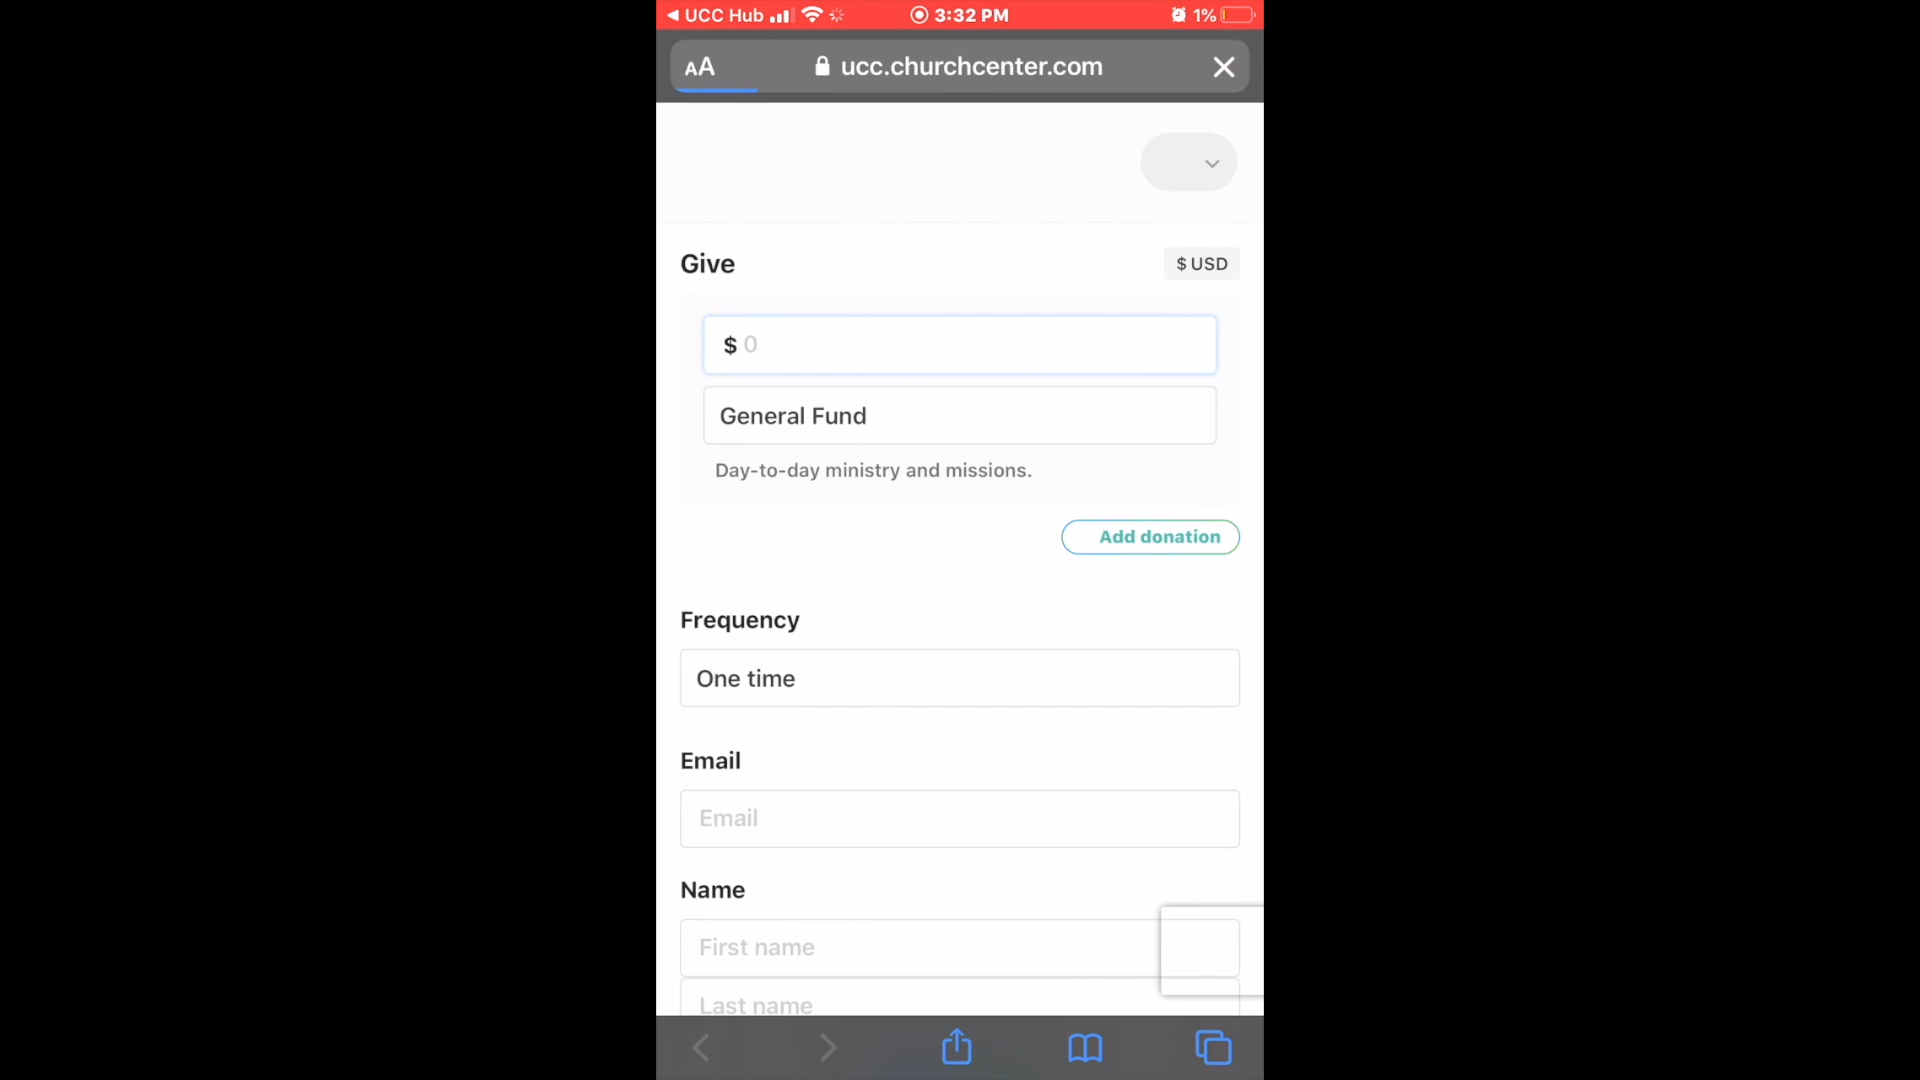 UCC Hub 3:32 PM 1%
AA ucc.churchcenter.com
Give $ USD
$ 0
General Fund
Day-to-day ministry and missions.
Add donation
Frequency
One time
Email
Email
Name
First name
Last name